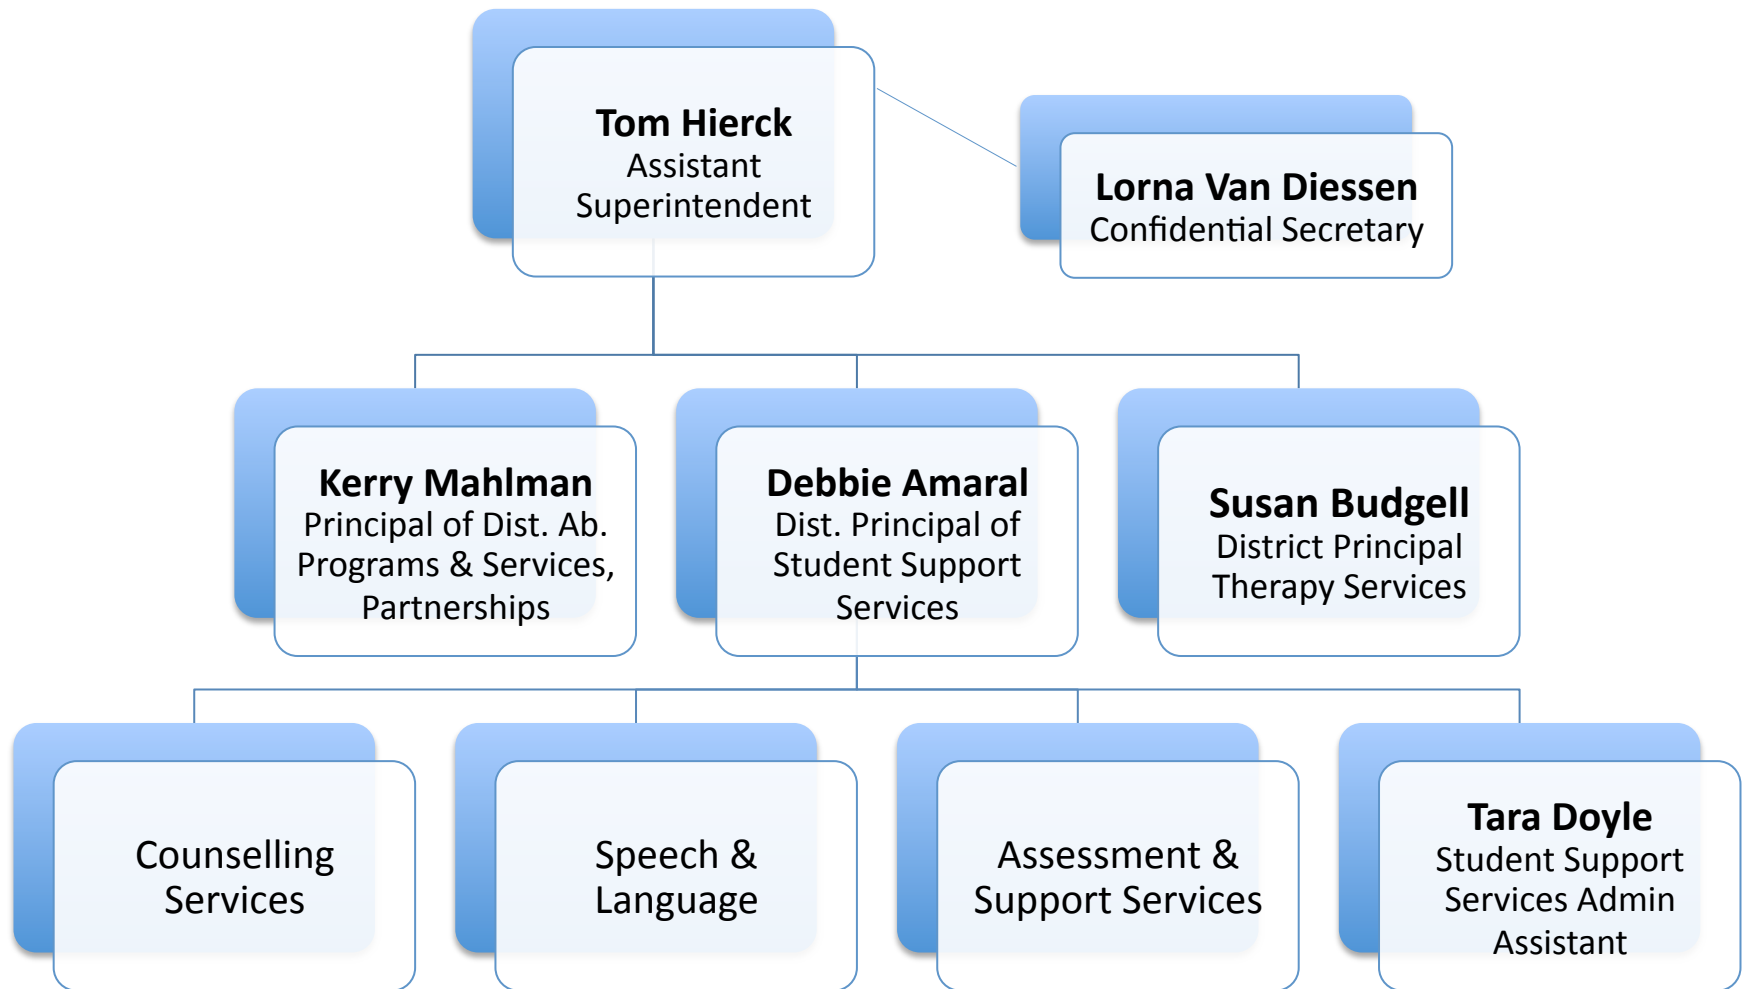 Tom Hierck
Assistant
Superintendent
Lorna Van Diessen
Confidential Secretary
Kerry Mahlman
Principal of Dist. Ab.
Programs & Services,
Partnerships
Debbie Amaral
Dist. Principal of
Student Support
Services
Susan Budgell
District Principal
Therapy Services
Counselling
Services
Speech &
Language
Assessment &
Support Services
Tara Doyle
Student Support
Services Admin
Assistant